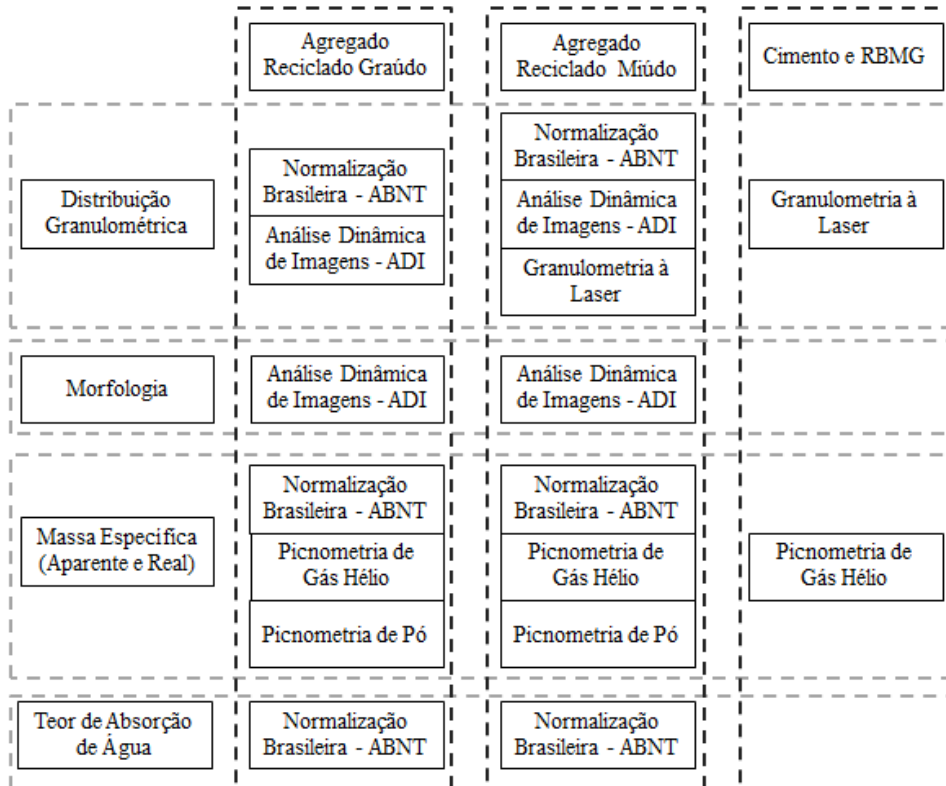 Agregado
Reciclado Graúdo
Agregado
Reciclado Miúdo
Cimento e RBMG
Distribuição
Granulométrica
Normalização
Brasileira - ABNT
Análise Dinâmica
de Imagens - ADI
Normalização
Brasileira - ABNT
Análise Dinâmica
de Imagens - ADI
Granulometria à
Laser
Granulometria à
Laser
Morfologia
Análise Dinâmica
de Imagens - ADI
Análise Dinâmica
de Imagens - ADI
Massa Específica
(Aparente e Real)
Normalização
Brasileira - ABNT
Picnometria de
Gás Hélio
Picnometria de Pó
Normalização
Brasileira - ABNT
Picnometria de
Gás Hélio
Picnometria de Pó
Picnometria de
Gás Hélio
Teor de Absorção
de Água
Normalização
Brasileira - ABNT
Normalização
Brasileira - ABNT